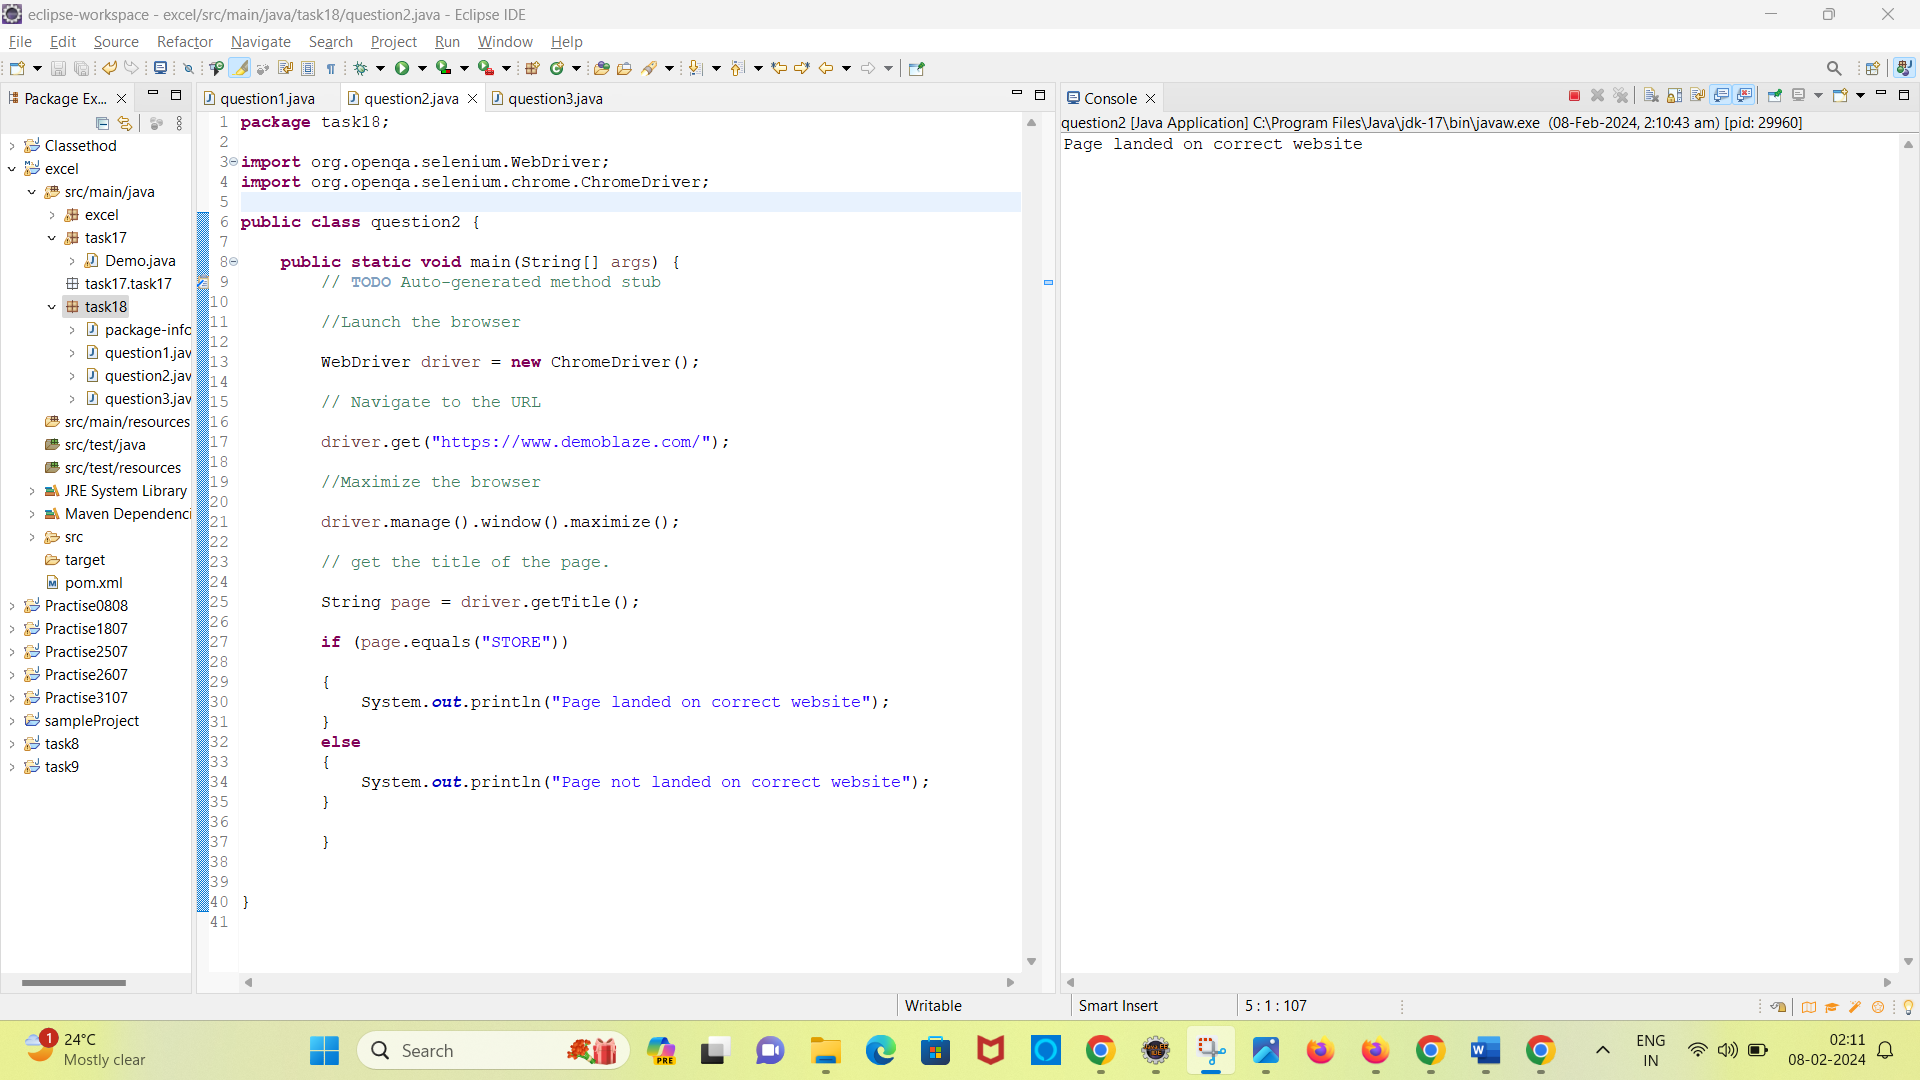 eclipse-workspace - excel/src/main/java/task18/question2.java - Eclipse IDE
File Edit Source Refactor Navigate Search Project Run Window Help
Package Ex...
question1.java question2.java question3.java
Console
question2 [Java Application] C:\Program Files\Java\jdk-17\bin\javaw.exe (08-Feb-2024, 2:10:43 am) [pid: 29960]
Page landed on correct website
Classethod
excel
src/main/java
excel
task17
Demo.java
task17.task17
task18
package-info
question1.jav
question2.jav
question3.jav
src/main/resources
src/test/java
src/test/resources
JRE System Library
Maven Dependenci
src
target
pom.xml
Practise0808
Practise1807
Practise2507
Practise2607
Practise3107
sampleProject
task8
task9
1 package task18;
2
3 import org.openqa.selenium.WebDriver;
4 import org.openqa.selenium.chrome.ChromeDriver;
5
6 public class question2 {
7
8 public static void main(String[] args) {
9 // TODO Auto-generated method stub
10
11 //Launch the browser
12
13 WebDriver driver = new ChromeDriver();
14
15 // Navigate to the URL
16
17 driver.get("https://www.demoblaze.com/");
18
19 //Maximize the browser
20
21 driver.manage().window().maximize();
22
23 // get the title of the page.
24
25 String page = driver.getTitle();
26
27 if (page.equals("STORE"))
28
29 {
30 System.out.println("Page landed on correct website");
31 }
32 else
33 {
34 System.out.println("Page not landed on correct website");
35 }
36
37 }
38
39
40 }
41
Writable Smart Insert 5 : 1 : 107
1
24°C
Mostly clear
Search
PRE
ENG
IN
02:11
08-02-2024